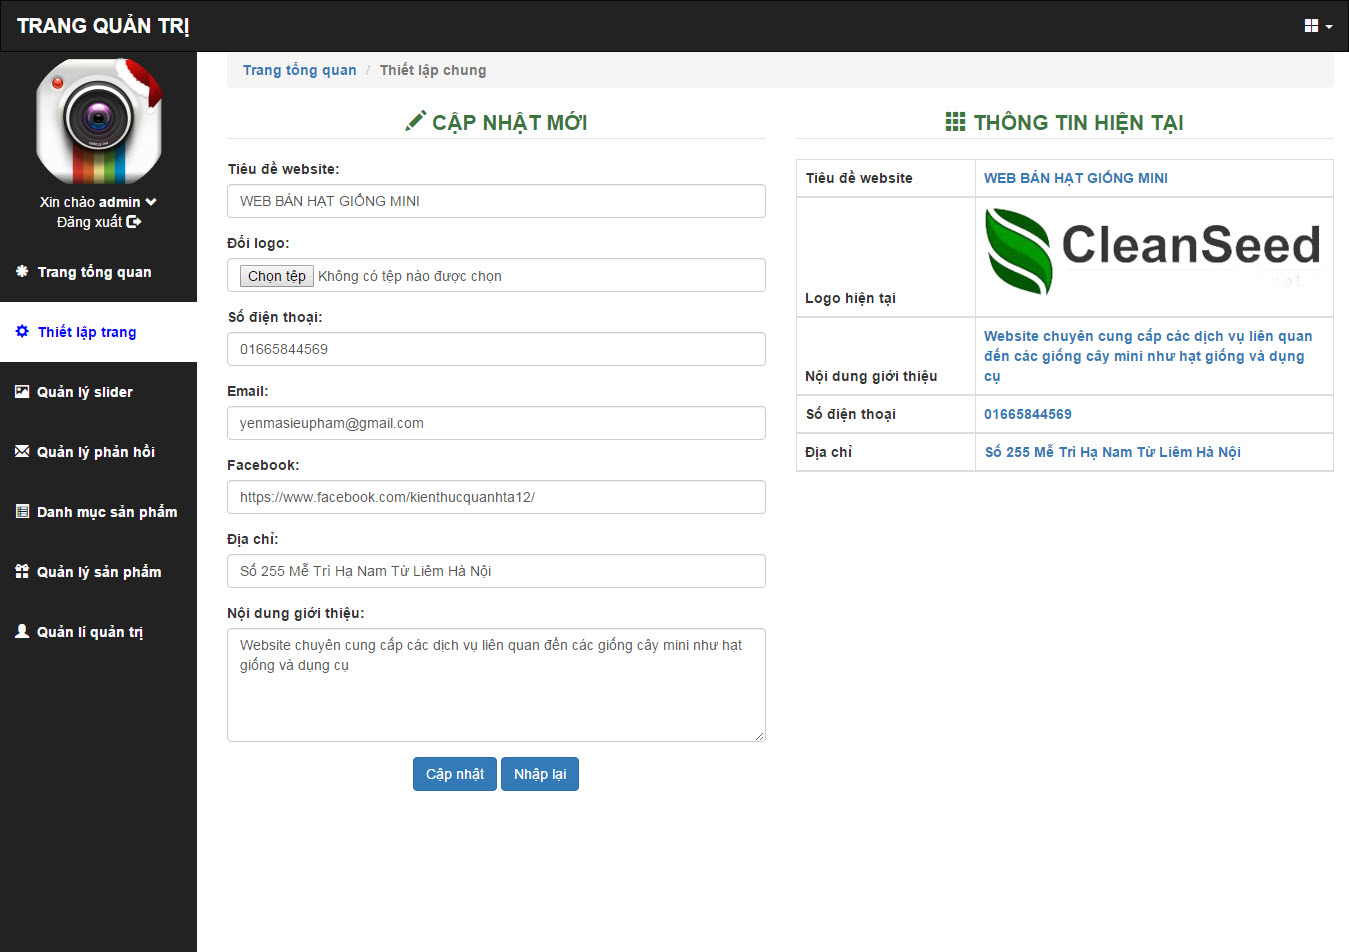 TRANG QUẢN TRỊ
Xin chào admin
Đăng xuất
Trang tổng quan
Thiết lập trang
Quản lý slider
Quản lý phản hồi
Danh mục sản phẩm
Quản lý sản phẩm
Quản lí quản trị
Trang tổng quan / Thiết lập chung
CẬP NHẬT MỚI
Tiêu đề website:
WEB BÁN HẠT GIỐNG MINI
Đổi logo:
Chọn tệp Không có tệp nào được chọn
Số điện thoại:
01665844569
Email:
yenmasieupham@gmail.com
Facebook:
https://www.facebook.com/kienthucquanhta12/
Địa chỉ:
Số 255 Mễ Trì Hạ Nam Từ Liêm Hà Nội
Nội dung giới thiệu:
Website chuyên cung cấp các dịch vụ liên quan đến các giống cây mini như hạt
giống và dụng cụ
Cập nhật Nhập lại
THÔNG TIN HIỆN TẠI
Tiêu đề website WEB BÁN HẠT GIỐNG MINI
CleanSeed
Logo hiện tại
Website chuyên cung cấp các dịch vụ liên quan
đến các giống cây mini như hạt giống và dụng
cụ
Nội dung giới thiệu
Số điện thoại 01665844569
Địa chỉ Số 255 Mễ Trì Hạ Nam Từ Liêm Hà Nội